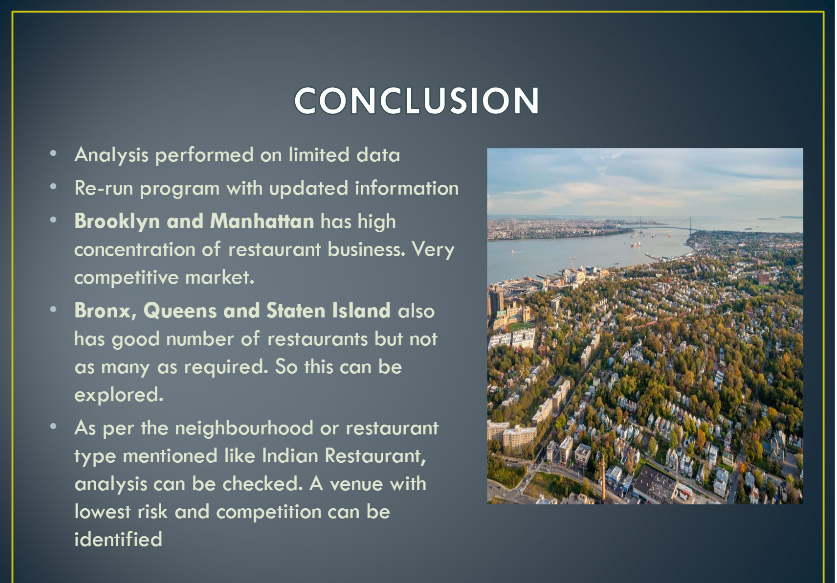 CONCLUSION
• Analysis performed on limited data
• Re-run program with updated information
• Brooklyn and Manhattan has high
concentration of restaurant business. Very
competitive market.
• Bronx, Queens and Staten Island also
has good number of restaurants but not
as many as required. So this can be
explored.
• As per the neighbourhood or restaurant
type mentioned like Indian Restaurant,
analysis can be checked. A venue with
lowest risk and competition can be
identified